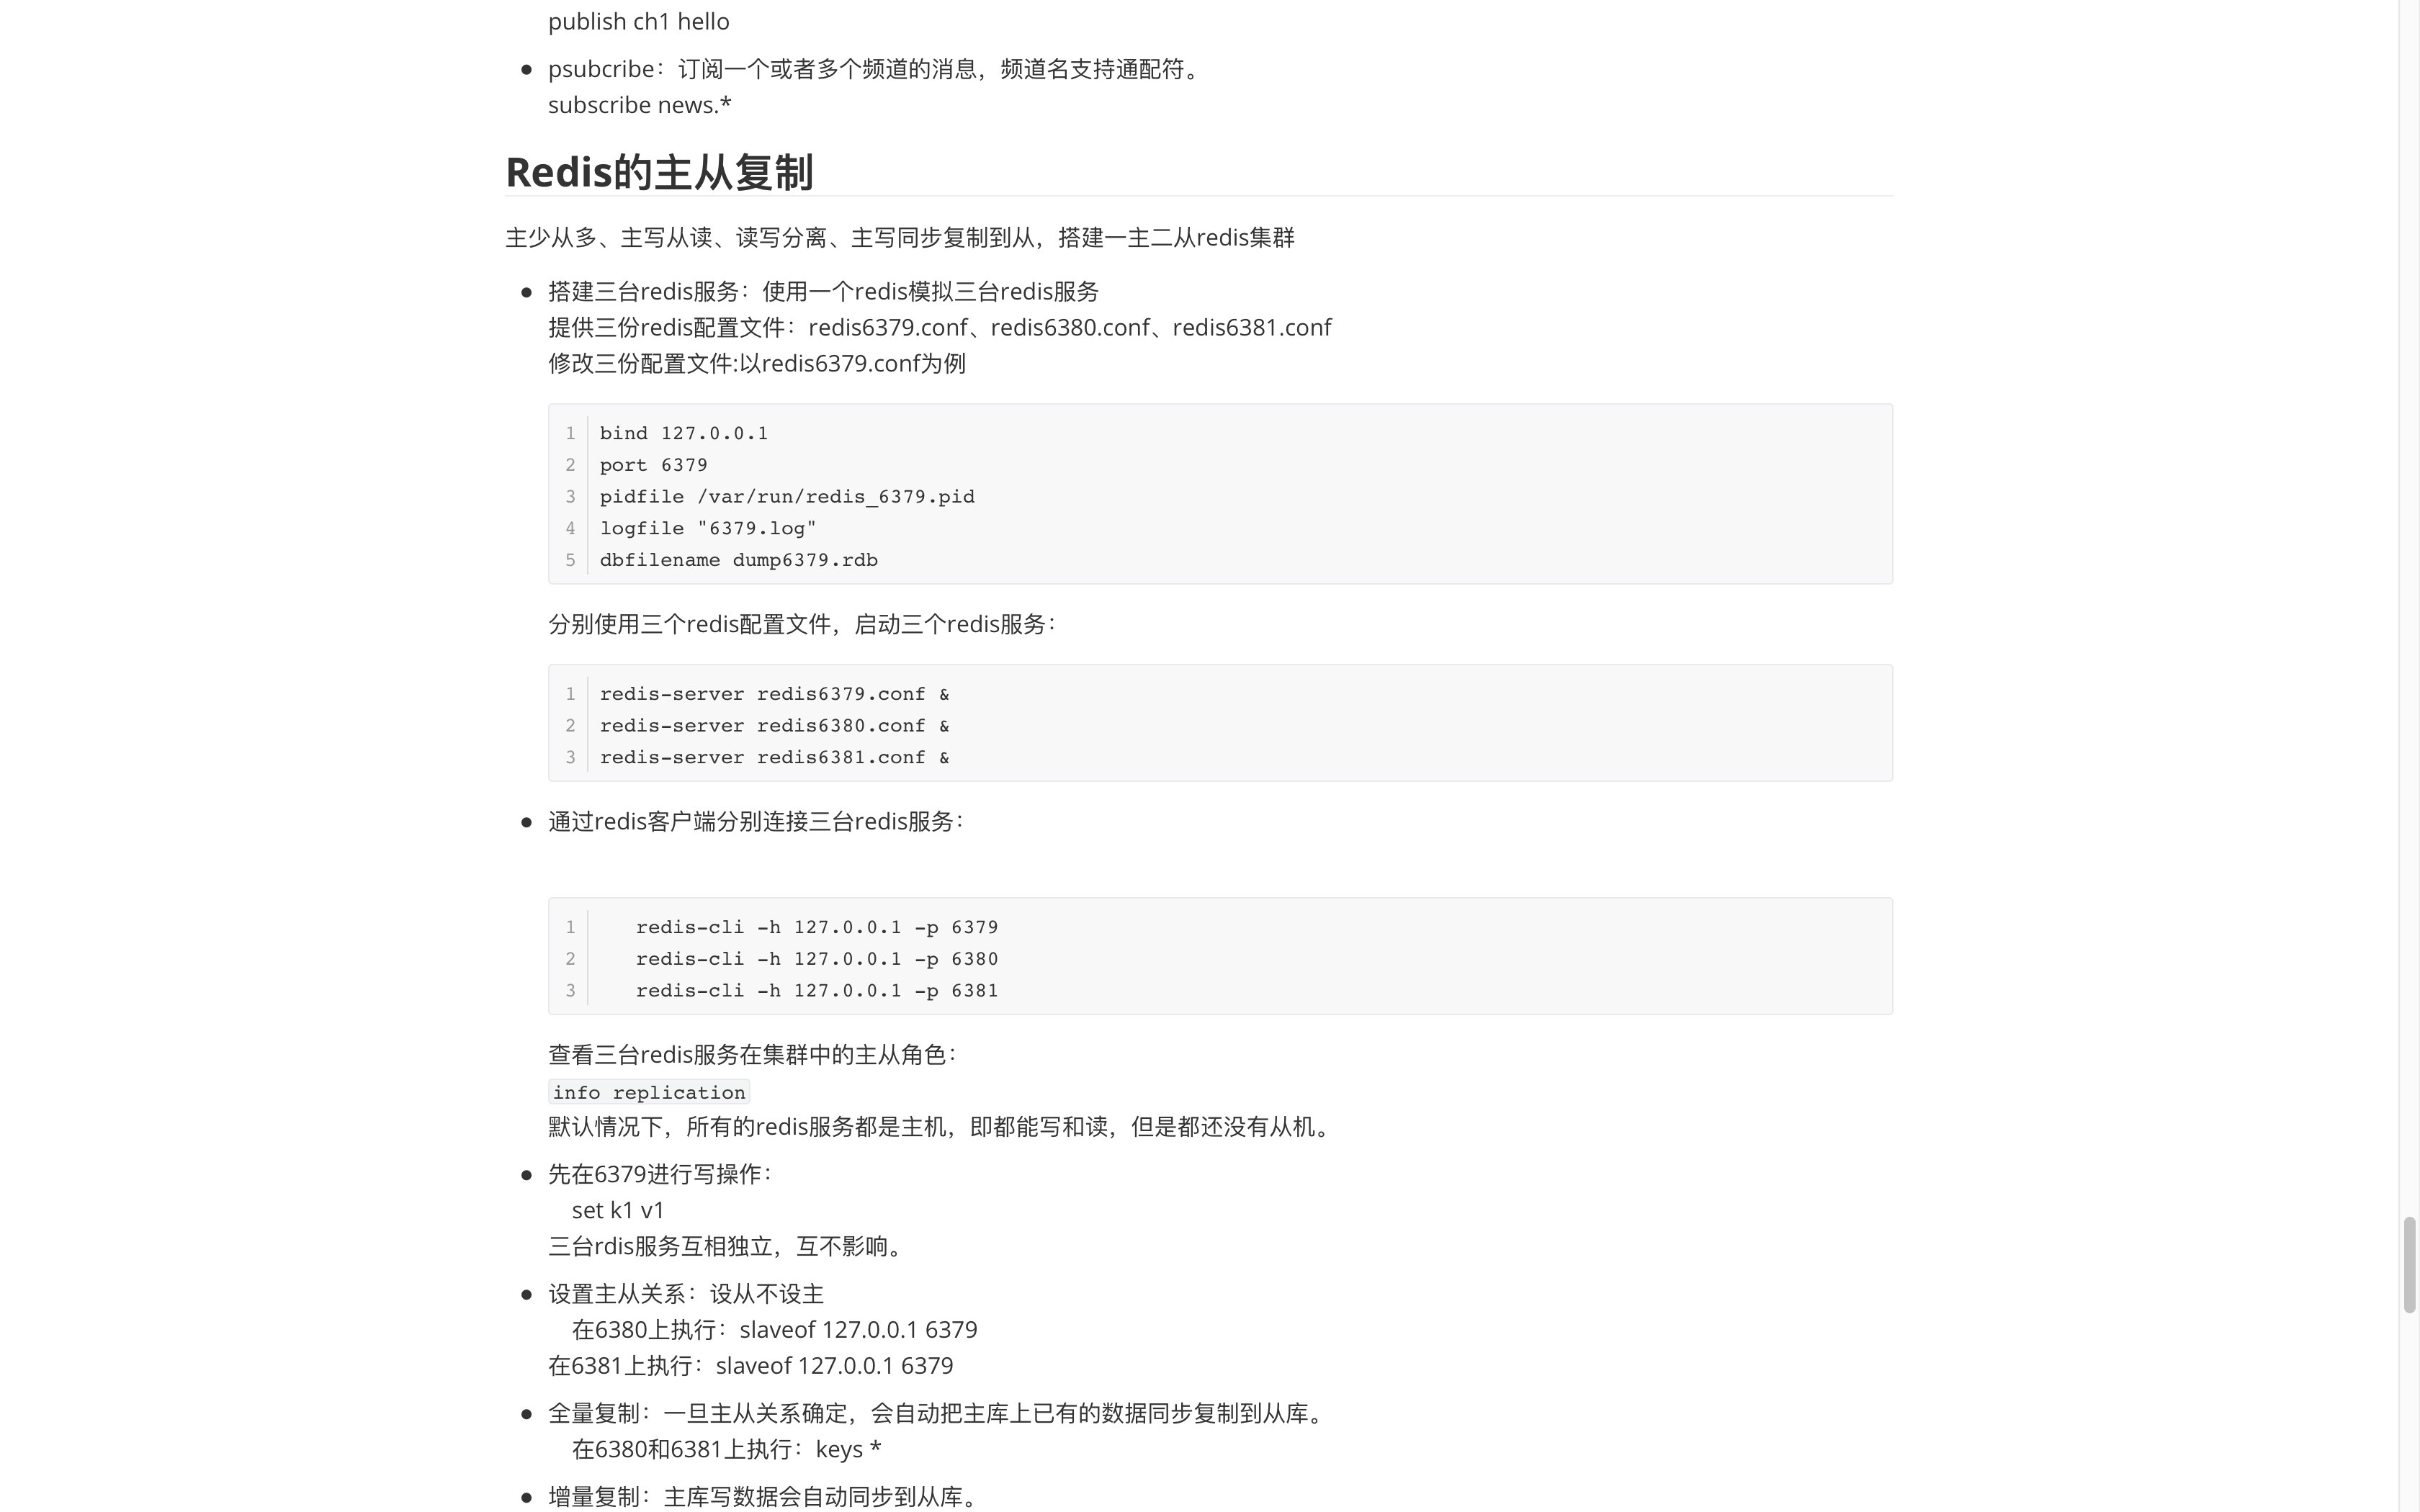 publish ch1 hello
psubcribe：订阅一个或者多个频道的消息，频道名支持通配符。
subscribe news.*
Redis的主从复制
主少从多、主写从读、读写分离、主写同步复制到从，搭建一主二从redis集群
搭建三台redis服务：使用一个redis模拟三台redis服务
提供三份redis配置文件：redis6379.conf、redis6380.conf、redis6381.conf
修改三份配置文件:以redis6379.conf为例
1 bind 127.0.0.1
2 port 6379
3 pidfile /var/run/redis_6379.pid
4 logfile "6379.log"
5 dbfilename dump6379.rdb
分别使用三个redis配置文件，启动三个redis服务：
1 redis-server redis6379.conf &
2 redis-server redis6380.conf &
3 redis-server redis6381.conf &
通过redis客户端分别连接三台redis服务：
1 redis-cli -h 127.0.0.1 -p 6379
2 redis-cli -h 127.0.0.1 -p 6380
3 redis-cli -h 127.0.0.1 -p 6381
查看三台redis服务在集群中的主从角色：
info replication
默认情况下，所有的redis服务都是主机，即都能写和读，但是都还没有从机。
先在6379进行写操作：
set k1 v1
三台rdis服务互相独立，互不影响。
设置主从关系：设从不设主
在6380上执行：slaveof 127.0.0.1 6379
在6381上执行：slaveof 127.0.0.1 6379
全量复制：一旦主从关系确定，会自动把主库上已有的数据同步复制到从库。
在6380和6381上执行：keys *
增量复制：主库写数据会自动同步到从库。